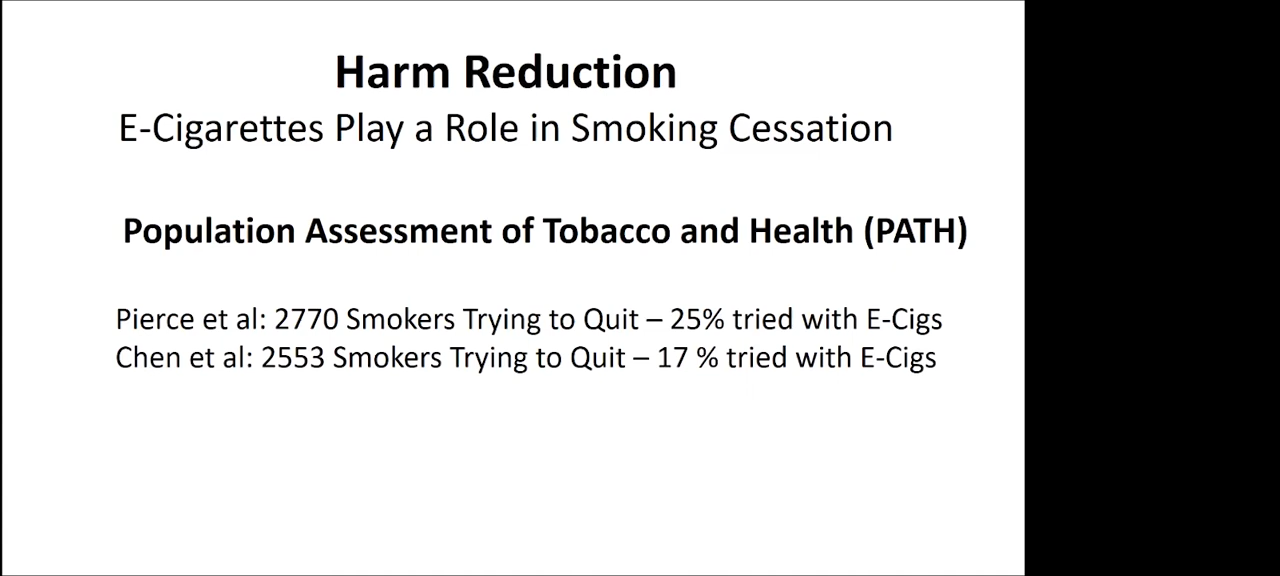 Harm Reduction
E-Cigarettes Play a Role in Smoking Cessation
Population Assessment of Tobacco and Health (PATH)
Pierce et al: 2770 Smokers Trying to Quit – 25% tried with E-Cigs
Chen et al: 2553 Smokers Trying to Quit – 17 % tried with E-Cigs